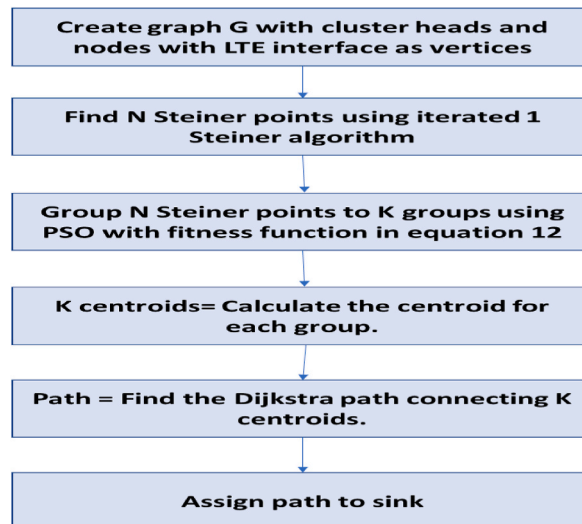 Create graph G with cluster heads and
nodes with LTE interface as vertices
Find N Steiner points using iterated 1
Steiner algorithm
Group N Steiner points to K groups using
PSO with fitness function in equation 12
K centroids= Calculate the centroid for
each group.
Path = Find the Dijkstra path connecting K
centroids.
Assign path to sink